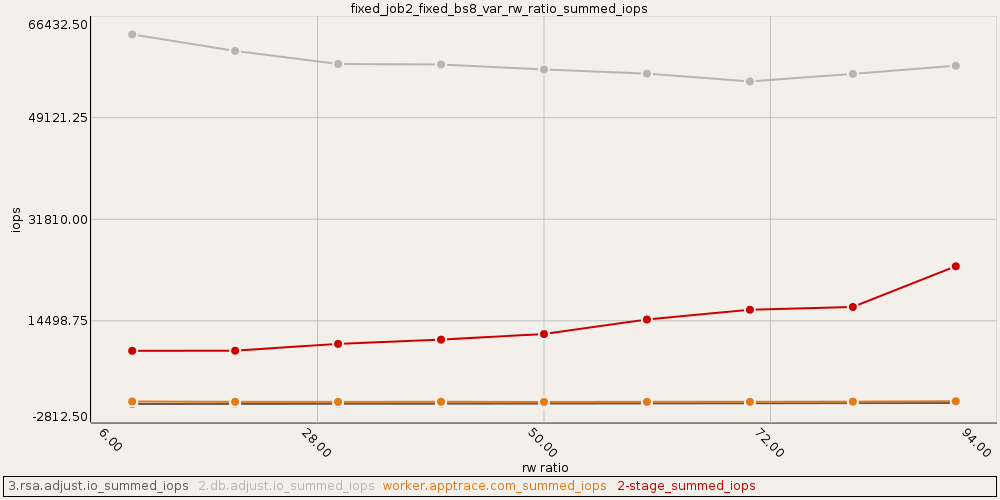 fixed_job2_fixed_bs8_var_rw_ratio_summed_iops
66432.50
49121.25
31810.00
14498.75
-2812.50
iops
6.00
28.00
50.00
72.00
94.00
rw ratio
3.rsa.adjust.io_summed_iops 2.db.adjust.io_summed_iops worker.apptrace.com_summed_iops 2-stage_summed_iops